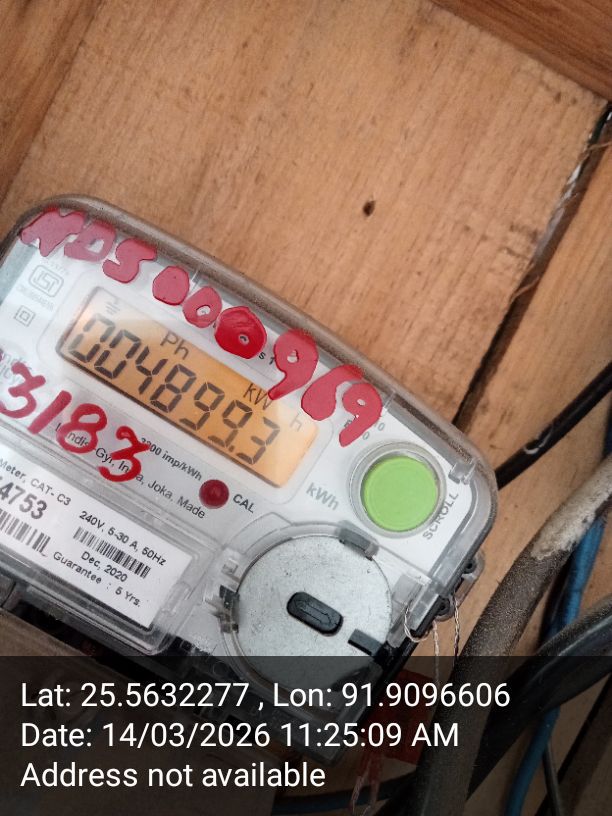 NDS000969
Ph
kW h
004899.3
3183
3200 imp/kWh
CAL
kWh
SCROLL
Joka, Made
Meter, CAT- C3
4753
240V, 5-30 A, 50Hz
Dec, 2020
Guarantee : 5 Yrs.
Lat: 25.5632277 , Lon: 91.9096606
Date: 14/03/2026 11:25:09 AM
Address not available